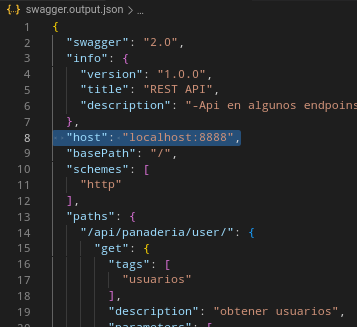 {..} swagger.output.json > ...
1 {
2 "swagger": "2.0",
3 "info": {
4 "version": "1.0.0",
5 "title": "REST API",
6 "description": "-Api en algunos endpoins
7 },
8 "host": "localhost:8888",
9 "basePath": "/",
10 "schemes": [
11 "http"
12 ],
13 "paths": {
14 "/api/panaderia/user/": {
15 "get": {
16 "tags": [
17 "usuarios"
18 ],
19 "description": "obtener usuarios",
20 "parameters": [